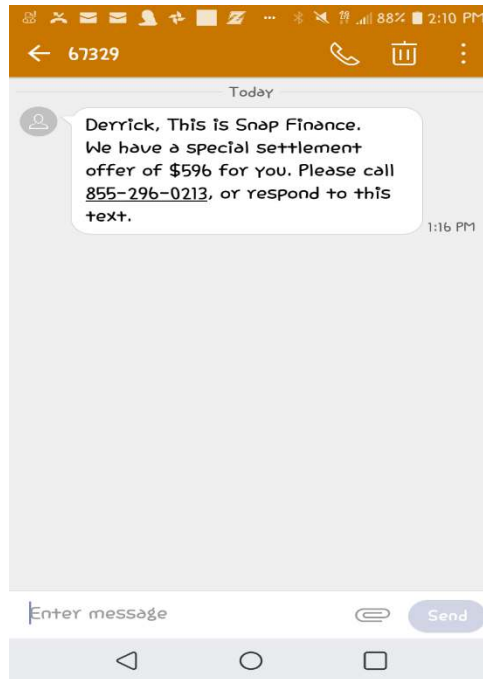 88% 2:10 PM
67329
Today
Derrick, This is Snap Finance.
We have a special settlement
offer of $596 for you. Please call
855-296-0213, or respond to this
text.
1:16 PM
Enter message
Send